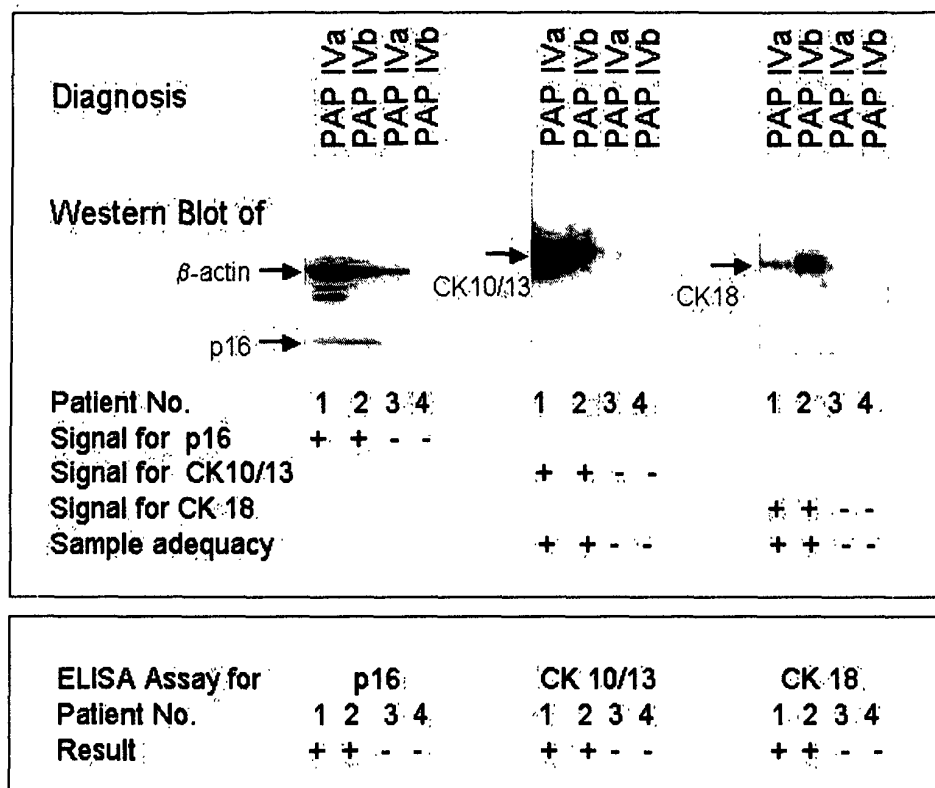 PAP IVa PAP IVb PAP IVa PAP IVb PAP IVa PAP IVb PAP IVa PAP IVb PAP IVa PAP IVb PAP IVa PAP IVb
Diagnosis
Western Blot of
β-actin
CK10/13
CK18
p16
Patient No. 1 2 3 4 1 2 3 4 1 2 3 4
Signal for p16 + + - -
Signal for CK10/13 + + - -
Signal for CK 18 + + - -
Sample adequacy + + - - + + - -
ELISA Assay for p16 CK 10/13 CK 18
Patient No. 1 2 3 4 1 2 3 4 1 2 3 4
Result + + - - + + - - + + - -